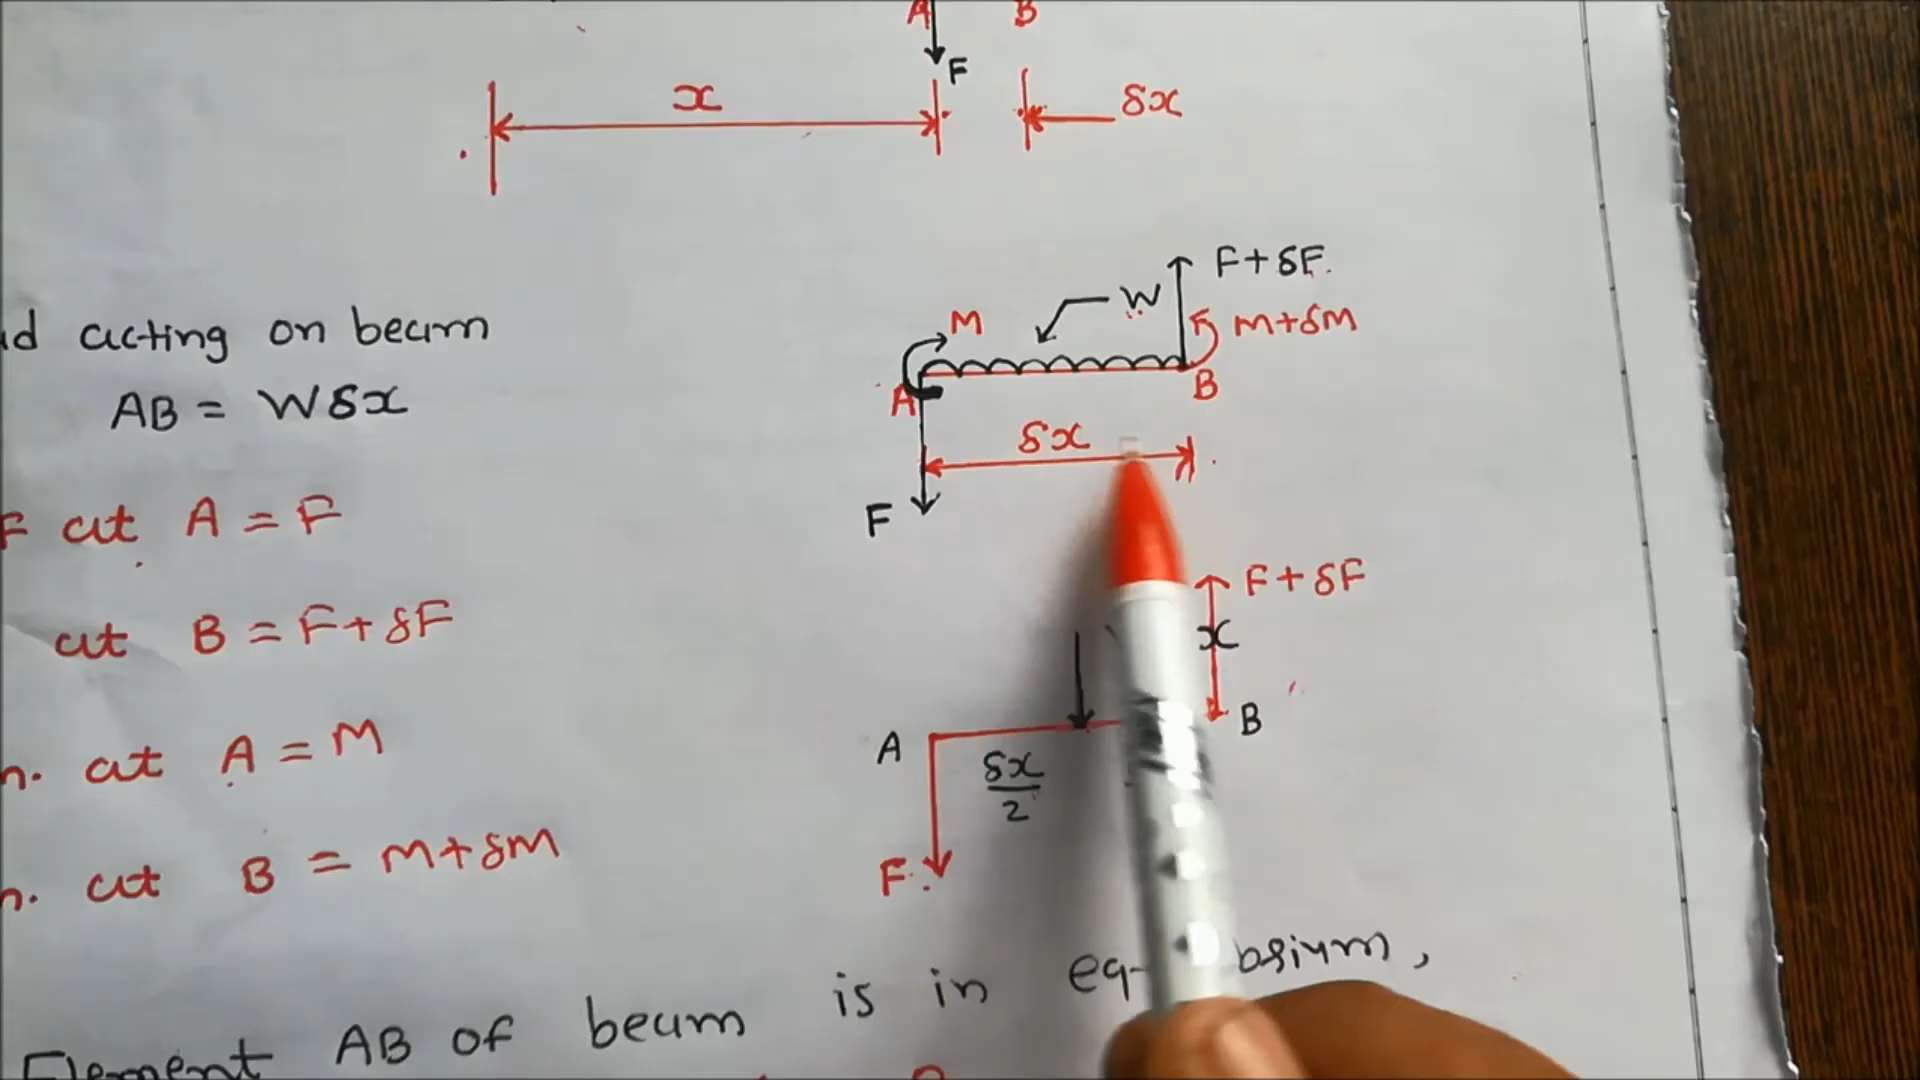 A B
F
x δx
F + δF
M W M + δM
A B
δx
F
acting on beam
AB = Wδx
at A = F
at B = F + δF
at A = M
at B = M + δM
F + δF
x
A B
δx/2
F
Element AB of beam is in